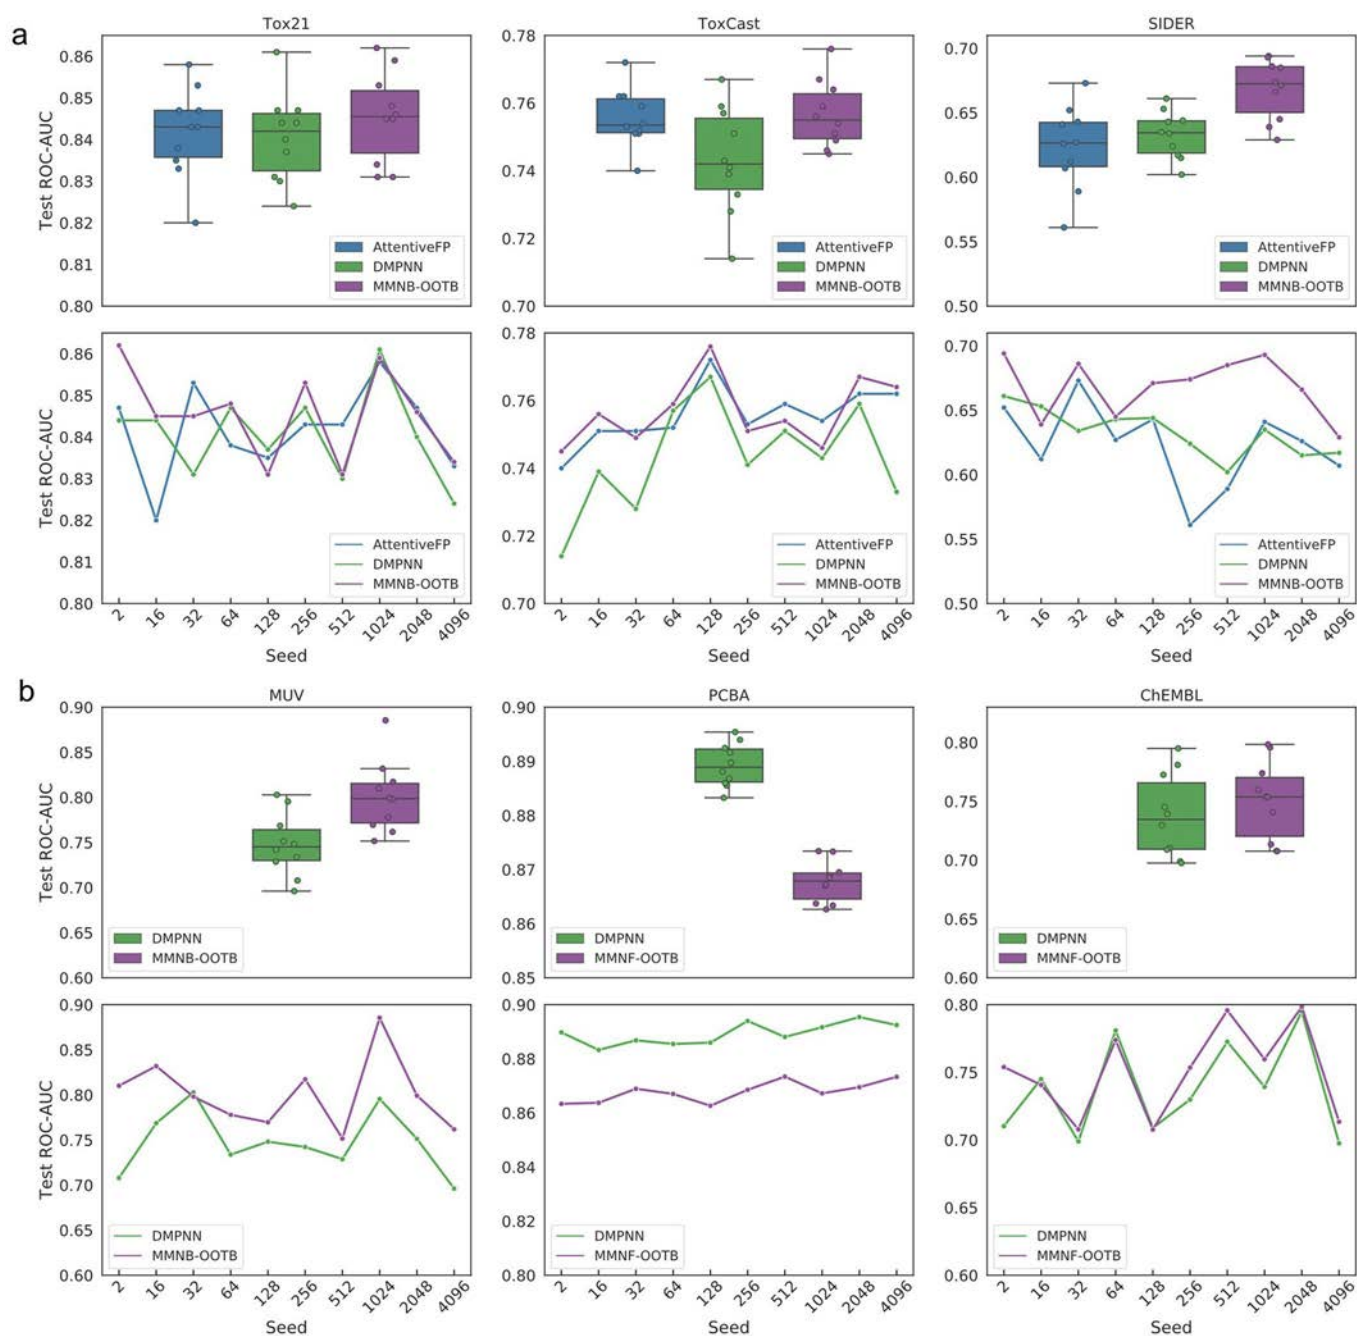 a
Tox21
ToxCast
SIDER
Test ROC-AUC
0.86
0.85
0.84
0.83
0.82
0.81
0.80
AttentiveFP
DMPNN
MMNB-OOTB
0.78
0.76
0.74
0.72
0.70
AttentiveFP
DMPNN
MMNB-OOTB
0.70
0.65
0.60
0.55
0.50
AttentiveFP
DMPNN
MMNB-OOTB
Test ROC-AUC
0.86
0.85
0.84
0.83
0.82
0.81
0.80
AttentiveFP
DMPNN
MMNB-OOTB
2 16 32 64 128 256 512 1024 2048 4096
Seed
0.78
0.76
0.74
0.72
0.70
AttentiveFP
DMPNN
MMNB-OOTB
2 16 32 64 128 256 512 1024 2048 4096
Seed
0.70
0.65
0.60
0.55
0.50
AttentiveFP
DMPNN
MMNB-OOTB
2 16 32 64 128 256 512 1024 2048 4096
Seed
b
MUV
PCBA
ChEMBL
Test ROC-AUC
0.90
0.85
0.80
0.75
0.70
0.65
0.60
DMPNN
MMNB-OOTB
0.90
0.89
0.88
0.87
0.86
0.85
DMPNN
MMNF-OOTB
0.80
0.75
0.70
0.65
0.60
DMPNN
MMNF-OOTB
Test ROC-AUC
0.90
0.85
0.80
0.75
0.70
0.65
0.60
DMPNN
MMNB-OOTB
2 16 32 64 128 256 512 1024 2048 4096
Seed
0.90
0.88
0.86
0.84
0.82
0.80
DMPNN
MMNF-OOTB
2 16 32 64 128 256 512 1024 2048 4096
Seed
0.80
0.75
0.70
0.65
0.60
DMPNN
MMNF-OOTB
2 16 32 64 128 256 512 1024 2048 4096
Seed